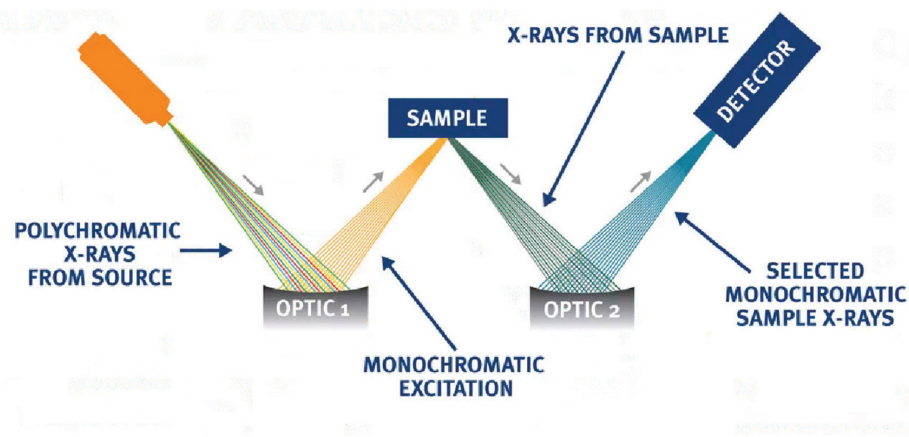 X-RAYS FROM SAMPLE
DETECTOR
SAMPLE
POLYCHROMATIC
X-RAYS
FROM SOURCE
OPTIC 1
OPTIC 2
SELECTED
MONOCHROMATIC
SAMPLE X-RAYS
MONOCHROMATIC
EXCITATION